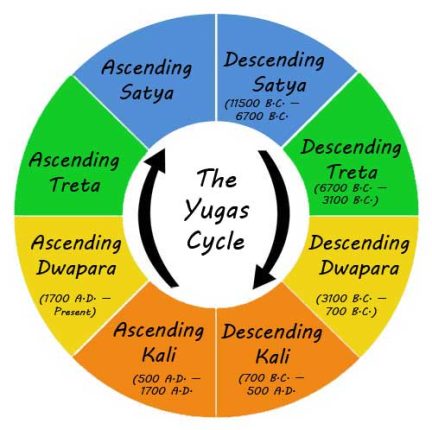 Ascending
Satya
Descending
Satya
(11500 B.C. –
6700 B.C.
Ascending
Treta
Descending
Treta
(6700 B.C. –
3100 B.C.)
The
Yugas
Cycle
Ascending
Dwapara
(1700 A.D. –
Present)
Descending
Dwapara
(3100 B.C. –
700 B.C.)
Ascending
Kali
(500 A.D. –
1700 A.D.
Descending
Kali
(700 B.C. –
500 A.D.